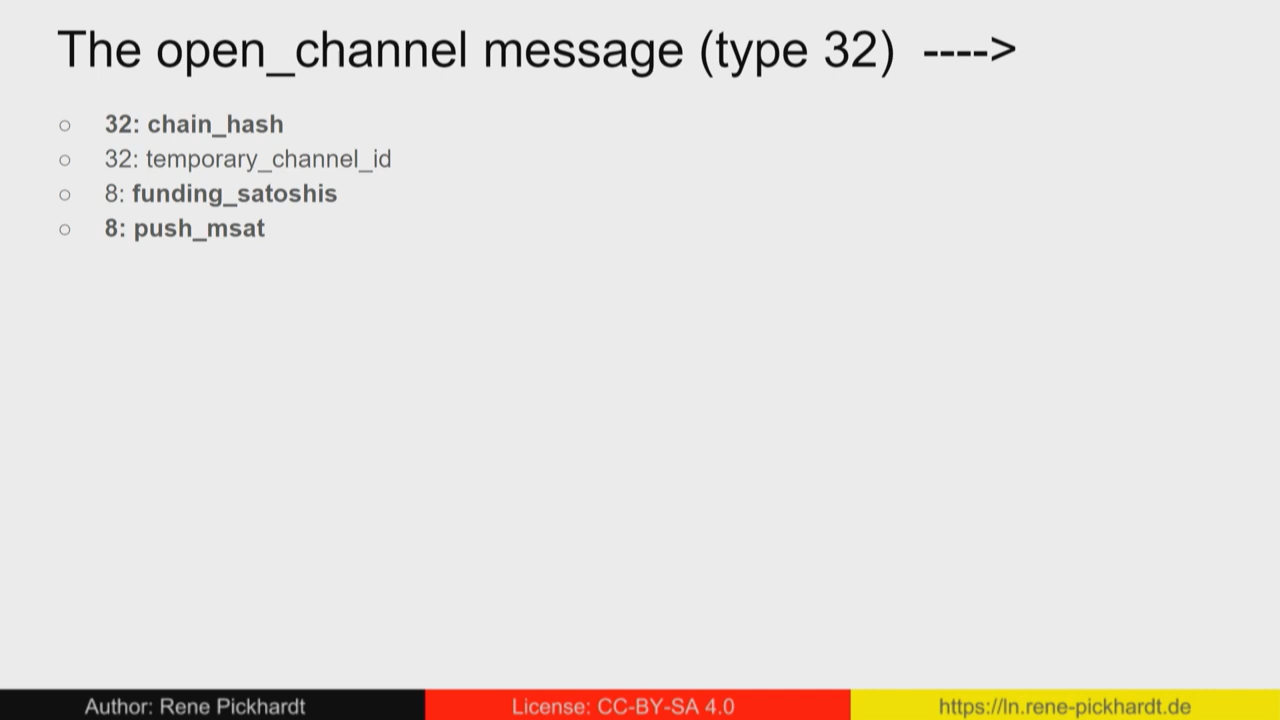 The open_channel message (type 32) ---->
○ 32: chain_hash
○ 32: temporary_channel_id
○ 8: funding_satoshis
○ 8: push_msat
Author: Rene Pickhardt
License: CC-BY-SA 4.0
https://ln.rene-pickhardt.de